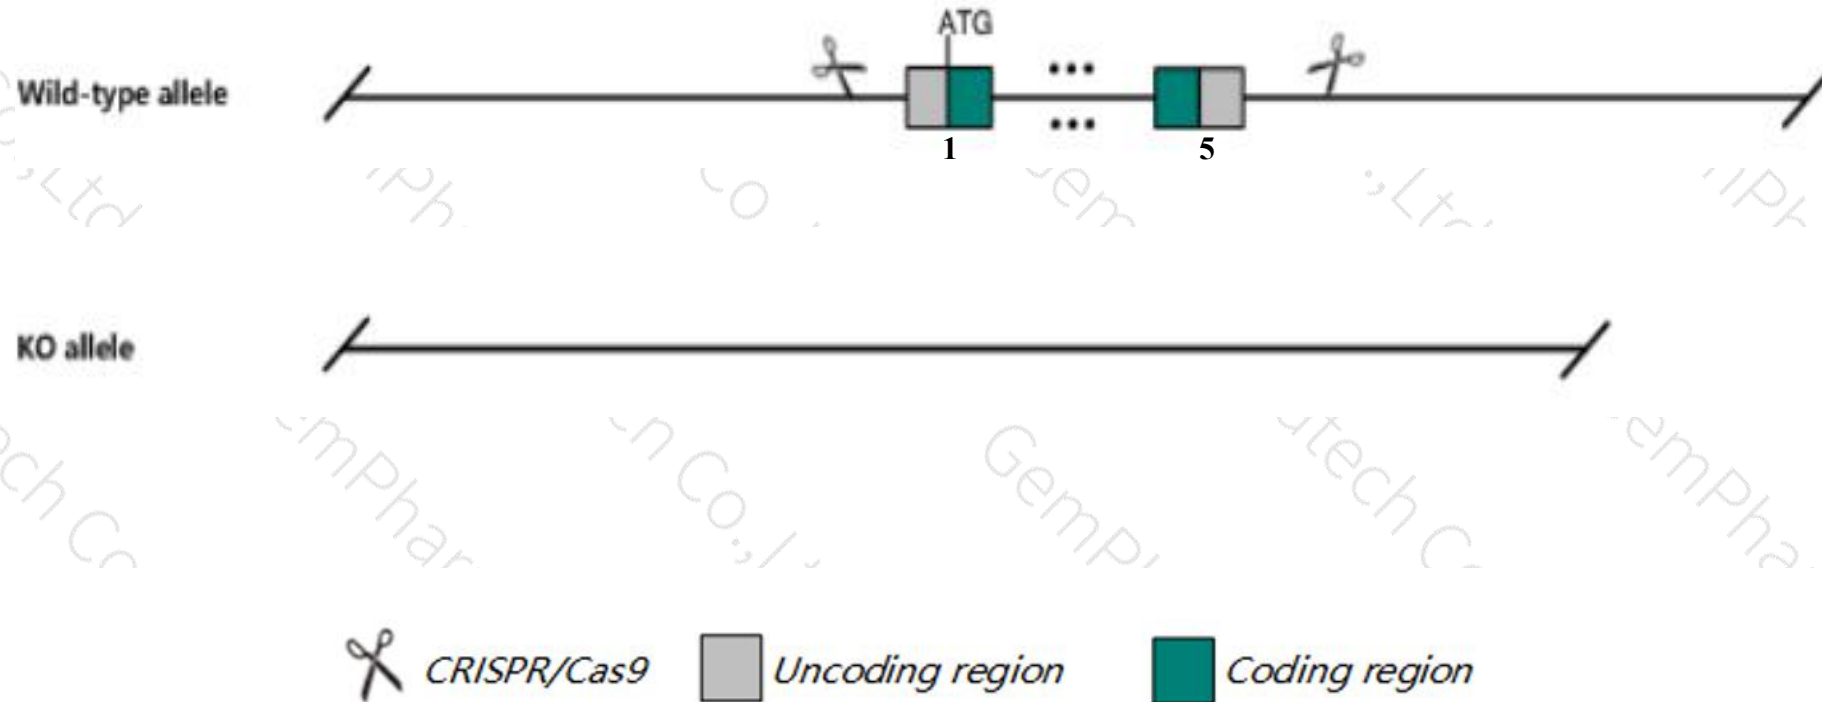 ATG
Wild-type allele
... 
...
1 5
KO allele
CRISPR/Cas9 Uncoding region Coding region